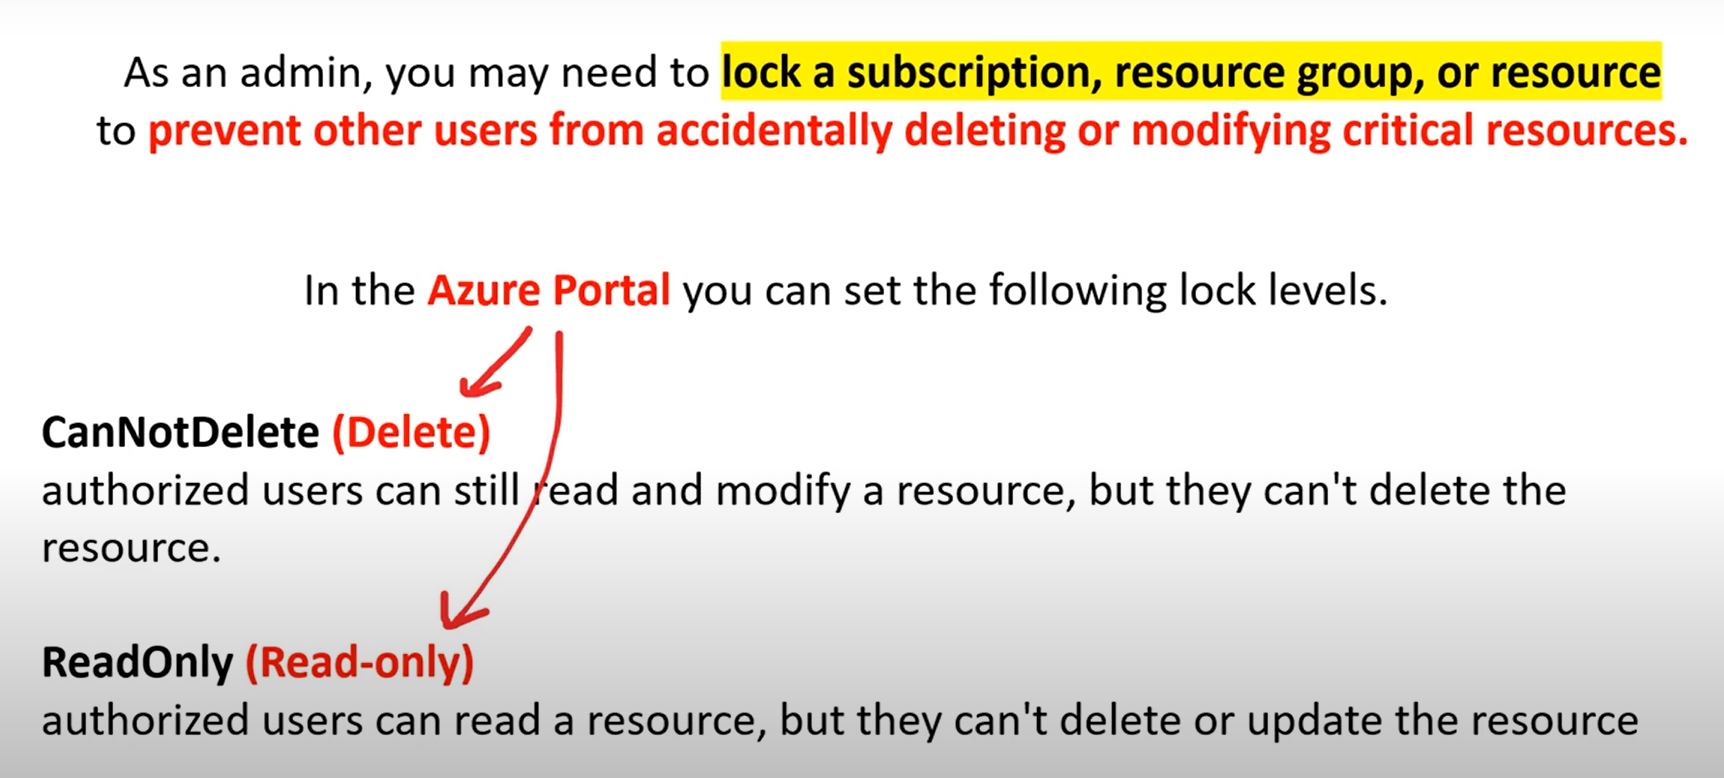 As an admin, you may need to lock a subscription, resource group, or resource
to prevent other users from accidentally deleting or modifying critical resources.
In the Azure Portal you can set the following lock levels.
CanNotDelete (Delete)
authorized users can still read and modify a resource, but they can't delete the
resource.
ReadOnly (Read-only)
authorized users can read a resource, but they can't delete or update the resource